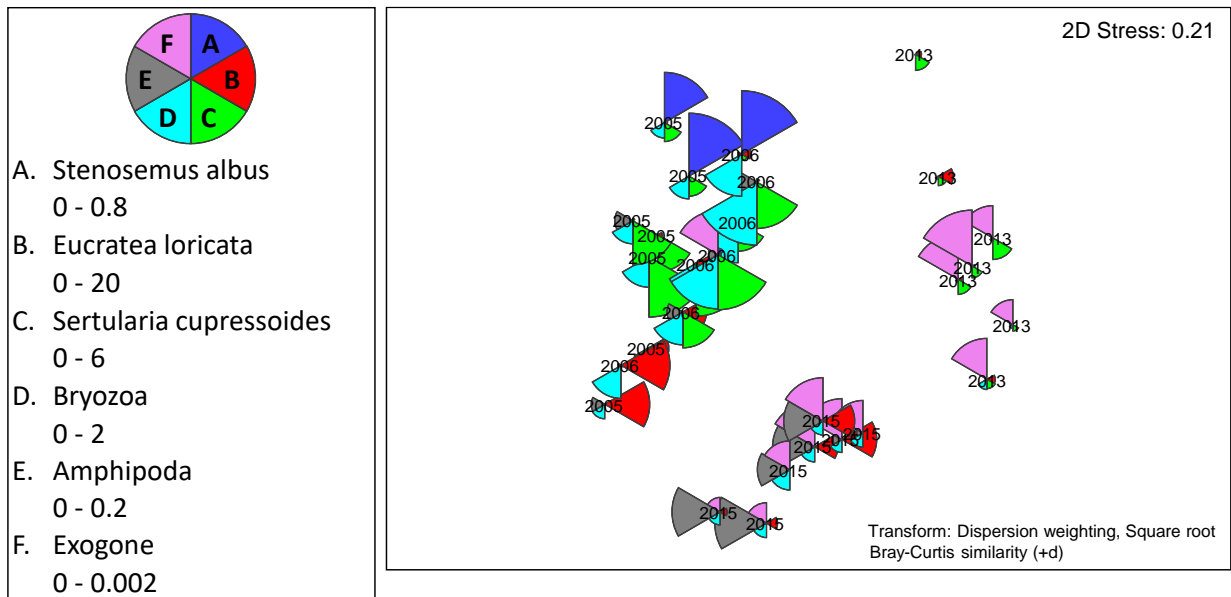 F A
E B
D C
A. Stenosemus albus
0 - 0.8
B. Eucratea loricata
0 - 20
C. Sertularia cupressoides
0 - 6
D. Bryozoa
0 - 2
E. Amphipoda
0 - 0.2
F. Exogone
0 - 0.002
2D Stress: 0.21
2013
2005
2006
2005
2006
2013
2005
2006
2005
2013
2005
2006
2006
2013
2013
2006
2013
2005
2006
2013
2005
2015
2015
2015
2015
2015
2015
2015
Transform: Dispersion weighting, Square root
Bray-Curtis similarity (+d)